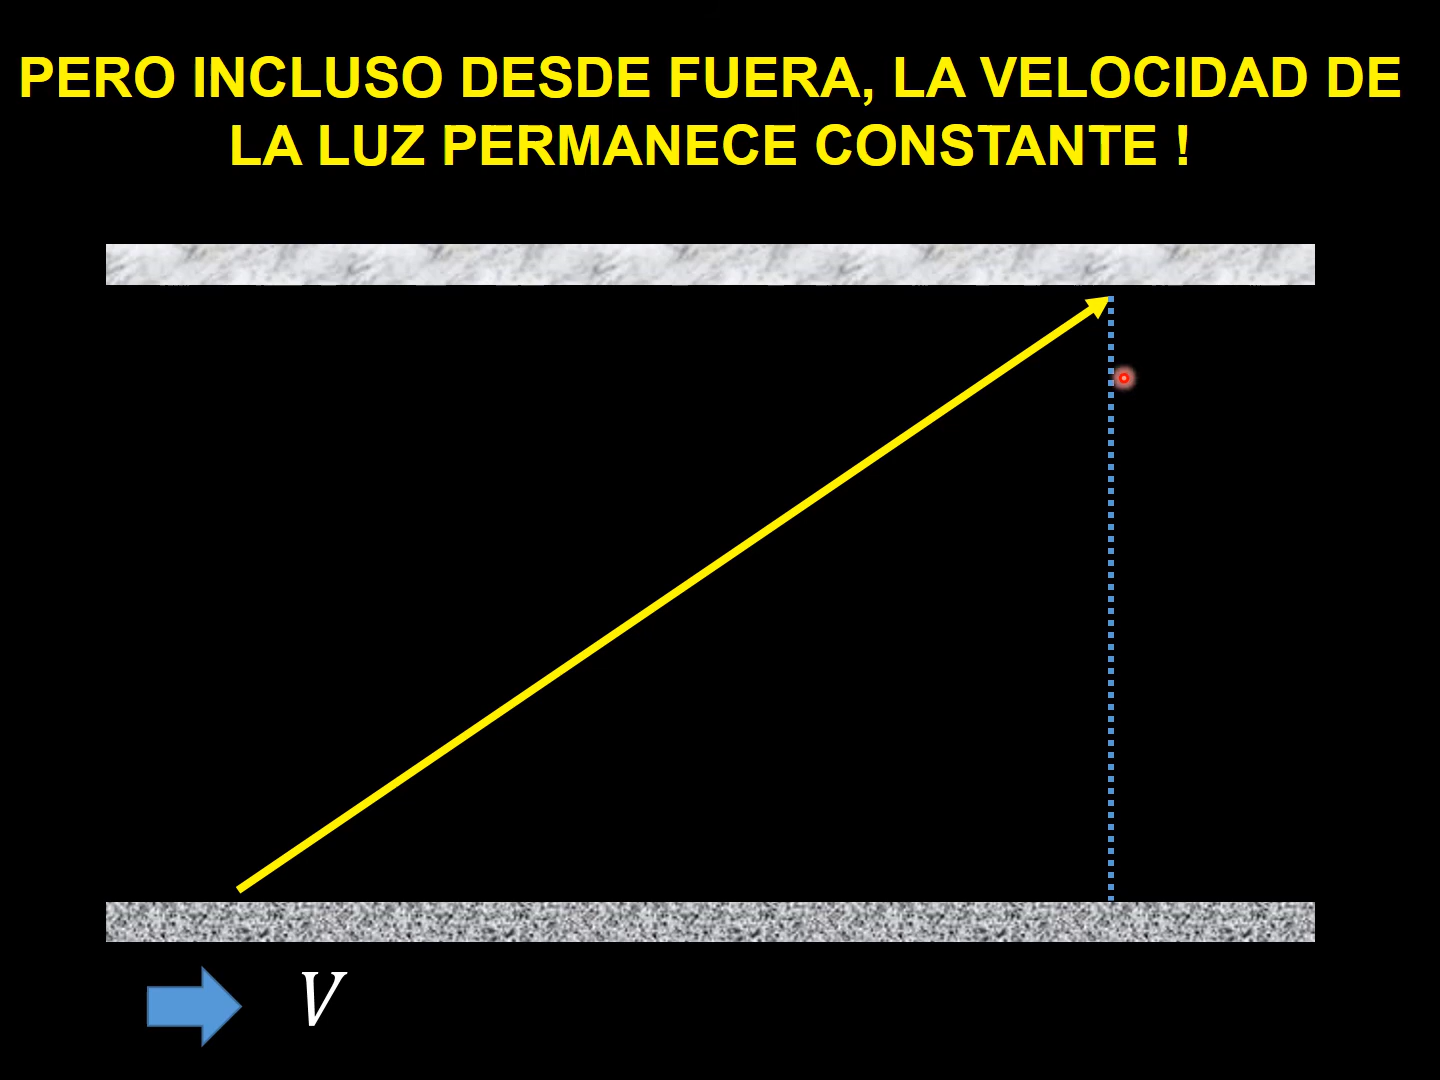 PERO INCLUSO DESDE FUERA, LA VELOCIDAD DE
LA LUZ PERMANECE CONSTANTE !
V